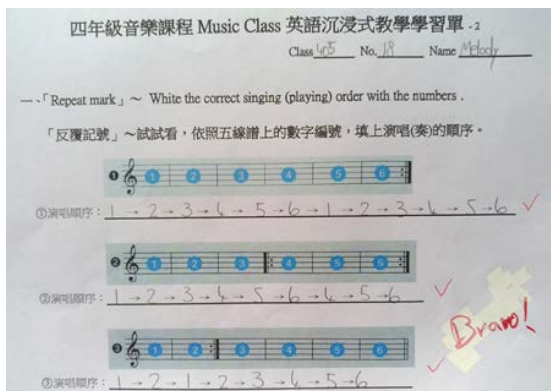 四年級音樂課程 Music Class 英語沉浸式教學學習單 -2
Class 405 No. 18 Name Melody
一、「Repeat mark」～ White the correct singing (playing) order with the numbers .
「反覆記號」～試試看，依照五線譜上的數字編號，填上演唱(奏)的順序。
❶ 1 2 3 4 5 6
①演唱順序：1→2→3→4→5→6→1→2→3→4→5→6 ✓
❷ 1 2 3 4 5 6
②演唱順序：1→2→3→4→5→6→4→5→6 ✓
Bravo!
❸ 1 2 3 4 5 6
③演唱順序：1→2→1→2→3→4→5→6 ✓